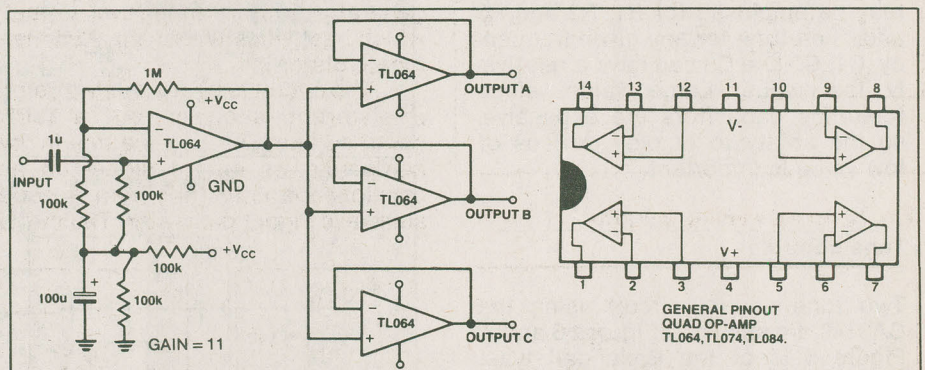 1M
+VCC
TL064
1u
INPUT
100k
100k
GND
100k
+VCC
100u
+
100k
GAIN = 11
TL064
OUTPUT A
TL064
OUTPUT B
TL064
OUTPUT C
14 13 12 11 10 9 8
V-
V+
1 2 3 4 5 6 7
GENERAL PINOUT
QUAD OP-AMP
TL064,TL074,TL084.